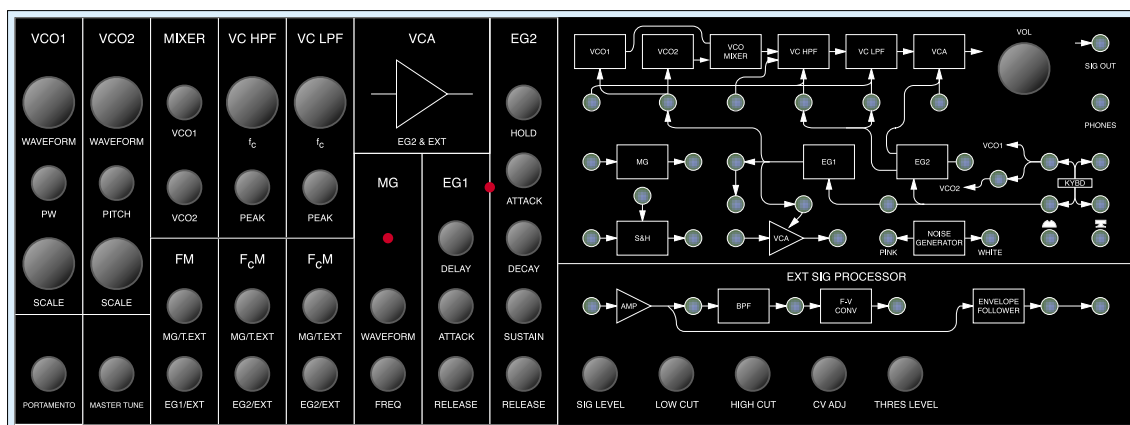 VCO1
VCO2
MIXER
VC HPF
VC LPF
VCA
EG2
WAVEFORM
WAVEFORM
VCO1
fc
fc
EG2 & EXT
HOLD
PW
PITCH
VCO2
PEAK
PEAK
MG
EG1
ATTACK
SCALE
SCALE
FM
FCM
FCM
DELAY
DECAY
MG/T.EXT
MG/T.EXT
MG/T.EXT
WAVEFORM
ATTACK
SUSTAIN
PORTAMENTO
MASTER TUNE
EG1/EXT
EG2/EXT
EG2/EXT
FREQ
RELEASE
RELEASE
VCO1
VCO2
VCO
MIXER
VC HPF
VC LPF
VCA
VOL
SIG OUT
PHONES
MG
EG1
EG2
VCO1
VCO2
KYBD
S&H
VCA
PINK
NOISE
GENERATOR
WHITE
EXT SIG PROCESSOR
AMP
BPF
F-V
CONV
ENVELOPE
FOLLOWER
SIG LEVEL
LOW CUT
HIGH CUT
CV ADJ
THRES LEVEL